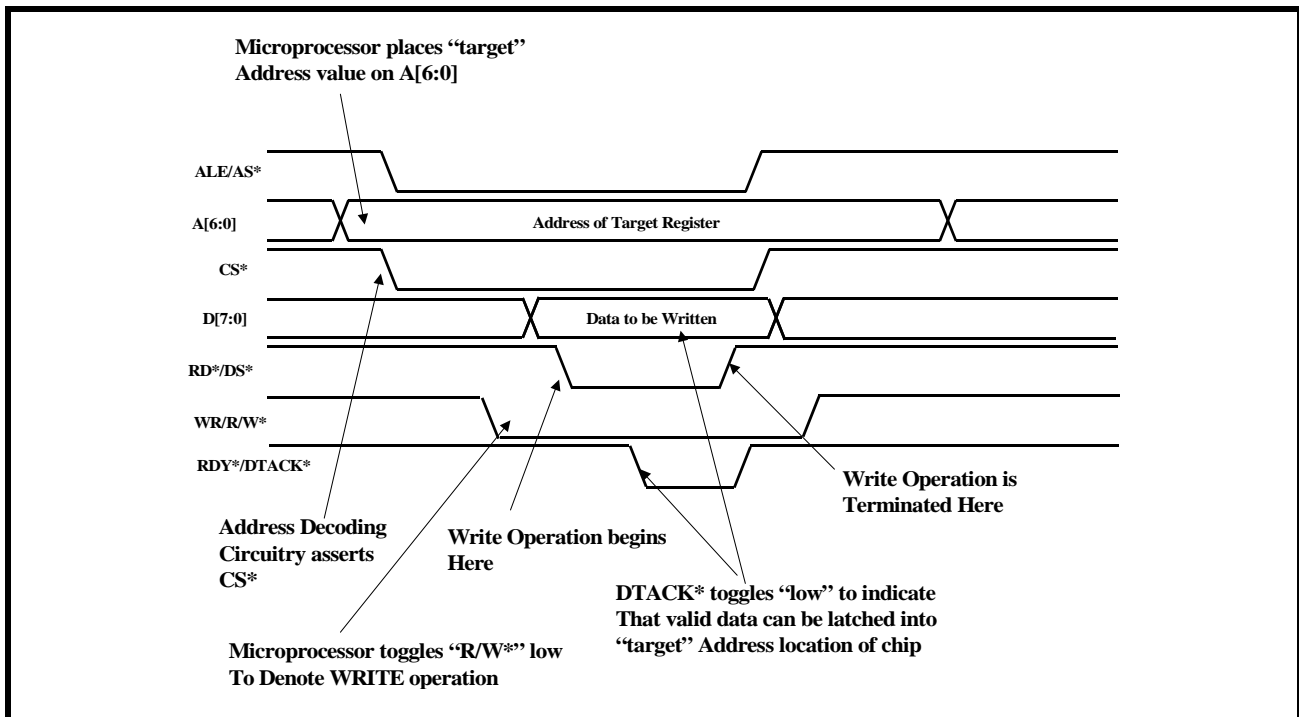 Microprocessor places “target”
Address value on A[6:0]
ALE/AS*
A[6:0]
Address of Target Register
CS*
D[7:0]
Data to be Written
RD*/DS*
WR/R/W*
RDY*/DTACK*
Write Operation is
Terminated Here
Address Decoding
Circuitry asserts
CS*
Write Operation begins
Here
DTACK* toggles “low” to indicate
That valid data can be latched into
“target” Address location of chip
Microprocessor toggles “R/W*” low
To Denote WRITE operation